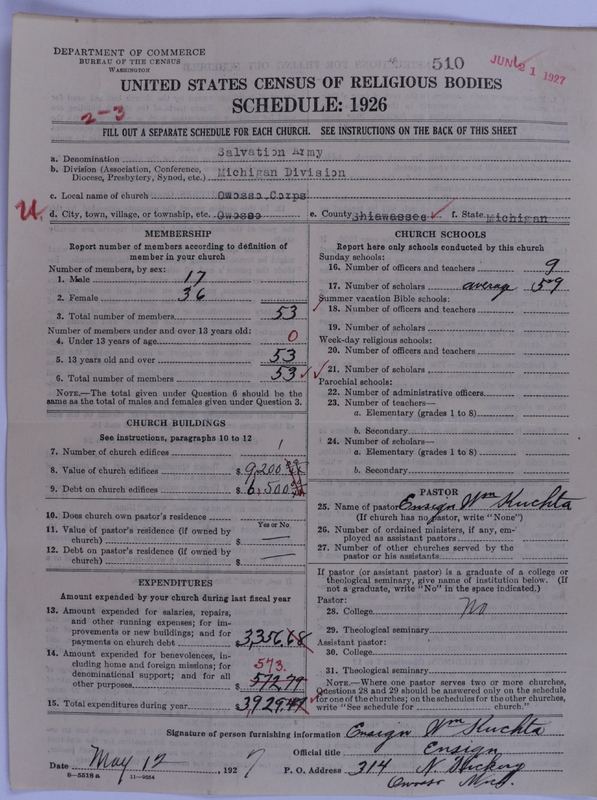 DEPARTMENT OF COMMERCE
BUREAU OF THE CENSUS
WASHINGTON
510
JUN 21 1927
UNITED STATES CENSUS OF RELIGIOUS BODIES
SCHEDULE: 1926
2-3
FILL OUT A SEPARATE SCHEDULE FOR EACH CHURCH. SEE INSTRUCTIONS ON THE BACK OF THIS SHEET
a. Denomination Salvation Army
b. Division (Association, Conference, Diocese, Presbytery, Synod, etc.) Michigan Division
c. Local name of church Owosso Corps
U. d. City, town, village, or township, etc. Owosso e. County Shiawassee f. State Michigan
MEMBERSHIP
Report number of members according to definition of
member in your church
Number of members, by sex:
1. Male 17
2. Female 36
3. Total number of members 53
Number of members under and over 13 years old:
4. Under 13 years of age 0
5. 13 years old and over 53
6. Total number of members 53
NOTE.—The total given under Question 6 should be
same as the total of males and females given under Question 3.
CHURCH BUILDINGS
See instructions, paragraphs 10 to 12
7. Number of church edifices 1
8. Value of church edifices $ 9,200
9. Debt on church edifices $ 6,500
10. Does church own pastor's residence
Yes or No
11. Value of pastor's residence (if owned by
church) $ —
12. Debt on pastor's residence (if owned by
church) $ —
EXPENDITURES
Amount expended by your church during last fiscal year
13. Amount expended for salaries, repairs,
and other running expenses; for im-
provements or new buildings; and for
payments on church debt $ 3,356.68
14. Amount expended for benevolences, in-
cluding home and foreign missions; for
denominational support; and for all
other purposes 573. $ 572.79
15. Total expenditures during year $ 3,929.47
CHURCH SCHOOLS
Report here only schools conducted by this church
Sunday schools:
16. Number of officers and teachers 9
17. Number of scholars average 59
Summer vacation Bible schools:
18. Number of officers and teachers
19. Number of scholars
Week-day religious schools:
20. Number of officers and teachers
21. Number of scholars
Parochial schools:
22. Number of administrative officers
23. Number of teachers—
a. Elementary (grades 1 to 8)
b. Secondary
24. Number of scholars—
a. Elementary (grades 1 to 8)
b. Secondary
PASTOR
25. Name of pastor Ensign Wm Kuchta
(If church has no pastor, write "None")
26. Number of ordained ministers, if any, em-
ployed as assistant pastors
27. Number of other churches served by the
pastor or his assistants
If pastor (or assistant pastor) is a graduate of a college or
theological seminary, give name of institution below. (If
not a graduate, write "No" in the space indicated.)
Pastor:
28. College No
29. Theological seminary
Assistant pastor:
30. College
31. Theological seminary
NOTE.—Where one pastor serves two or more churches,
Questions 28 and 29 should be answered only on the schedule
for one of the churches; on the schedules for the other churches,
write "See schedule for church."
Signature of person furnishing information Ensign Wm Kuchta
Official title Ensign
Date May 12, 1927 P. O. Address 314 N. Hickory
8—5518 a 11—9554 Owosso Mich.